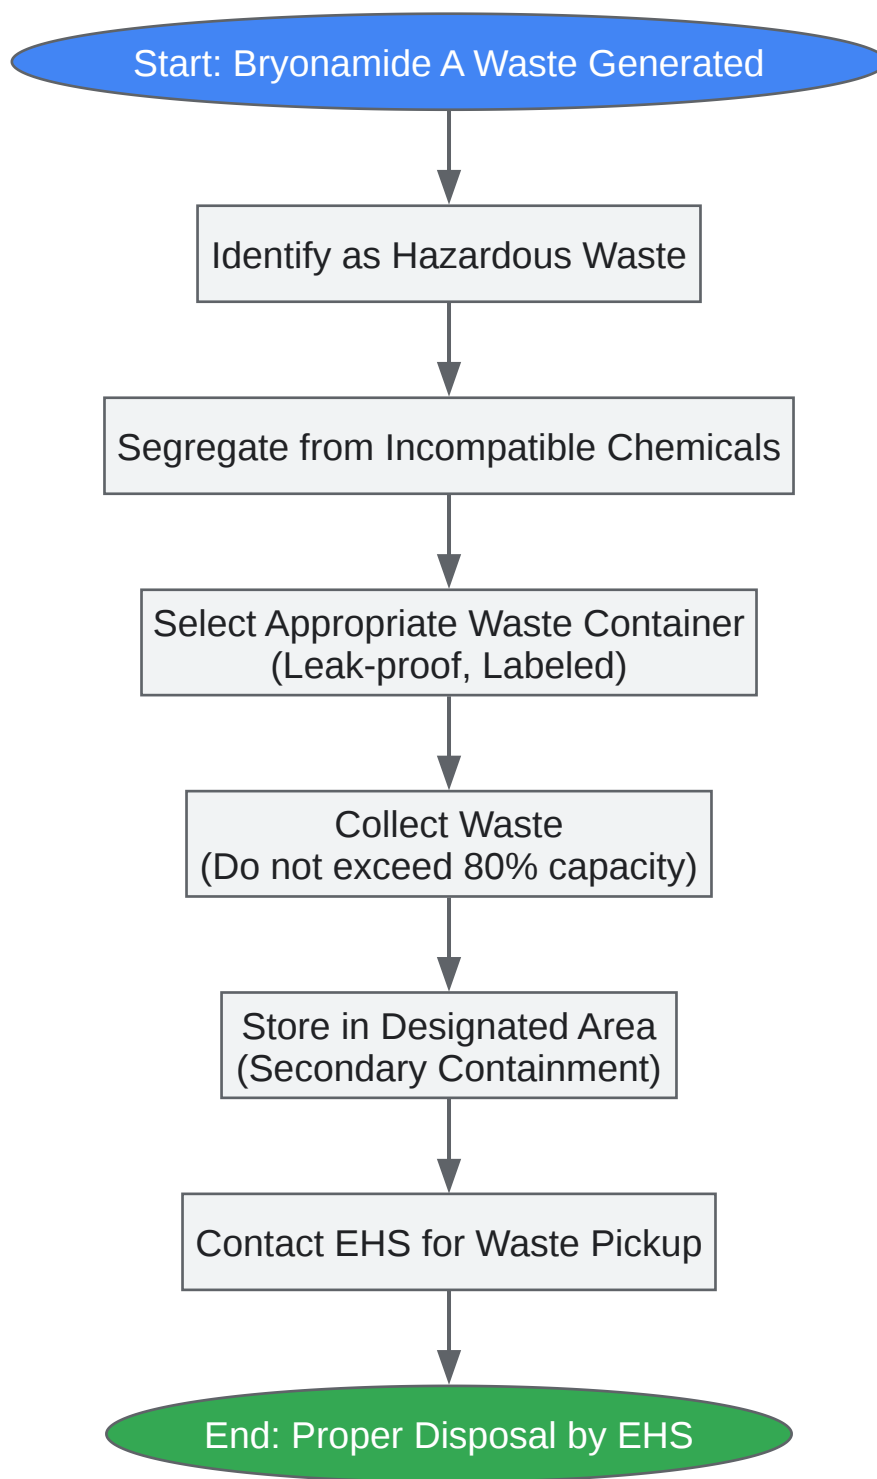 Start: Bryonamide A Waste Generated
Identify as Hazardous Waste
Segregate from Incompatible Chemicals
Select Appropriate Waste Container
(Leak-proof, Labeled)
Collect Waste
(Do not exceed 80% capacity)
Store in Designated Area
(Secondary Containment)
Contact EHS for Waste Pickup
End: Proper Disposal by EHS